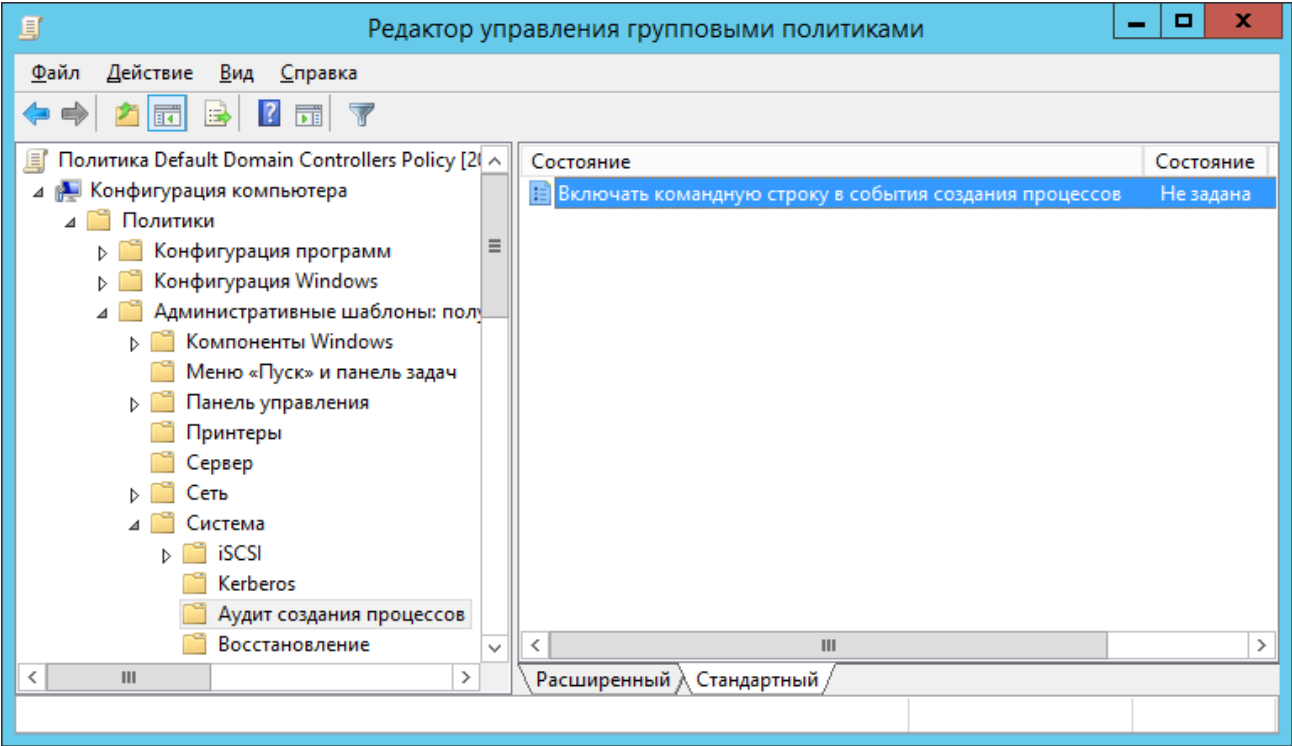 Редактор управления групповыми политиками
Файл Действие Вид Справка
Политика Default Domain Controllers Policy [20
Конфигурация компьютера
Политики
Конфигурация программ
Конфигурация Windows
Административные шаблоны: полу
Компоненты Windows
Меню «Пуск» и панель задач
Панель управления
Принтеры
Сервер
Сеть
Система
iSCSI
Kerberos
Аудит создания процессов
Восстановление
Состояние Состояние
Включать командную строку в события создания процессов Не задана
Расширенный Стандартный